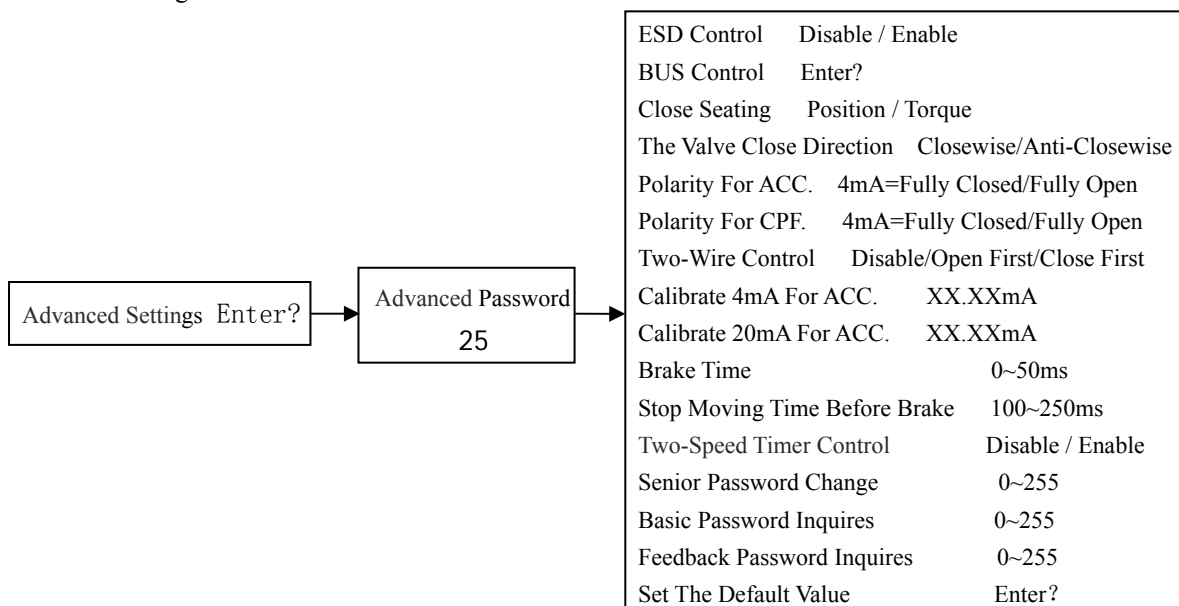 Advanced Settings Enter?
Advanced Password
25
ESD Control Disable / Enable
BUS Control Enter?
Close Seating Position / Torque
The Valve Close Direction Closewise/Anti-Closewise
Polarity For ACC. 4mA=Fully Closed/Fully Open
Polarity For CPF. 4mA=Fully Closed/Fully Open
Two-Wire Control Disable/Open First/Close First
Calibrate 4mA For ACC. XX.XXmA
Calibrate 20mA For ACC. XX.XXmA
Brake Time 0~50ms
Stop Moving Time Before Brake 100~250ms
Two-Speed Timer Control Disable / Enable
Senior Password Change 0~255
Basic Password Inquires 0~255
Feedback Password Inquires 0~255
Set The Default Value Enter？